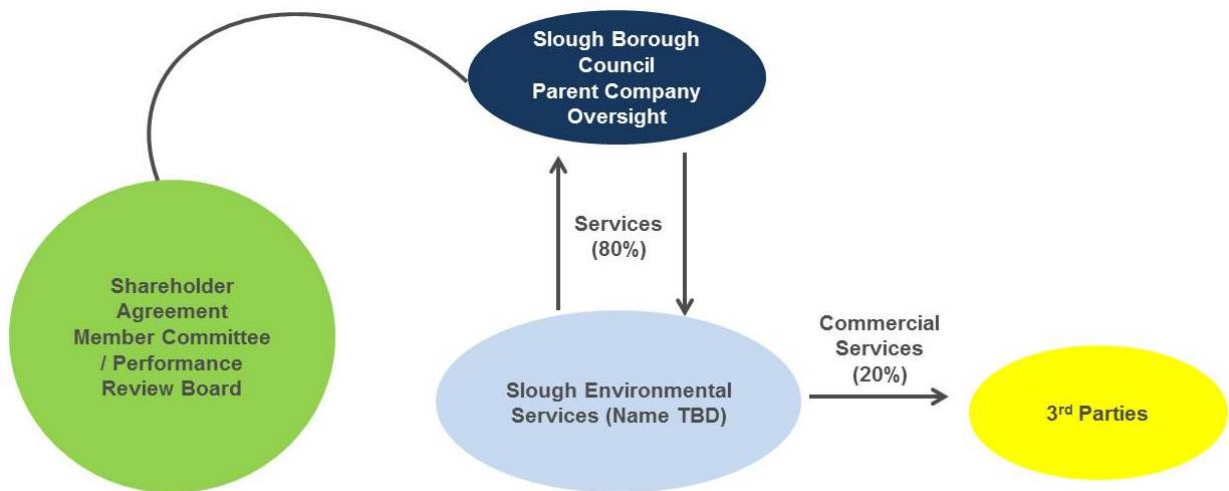 Slough Borough
Council
Parent Company
Oversight
Services
(80%)
Shareholder
Agreement
Member Committee
/ Performance
Review Board
Slough Environmental
Services (Name TBD)
Commercial
Services
(20%)
3rd Parties